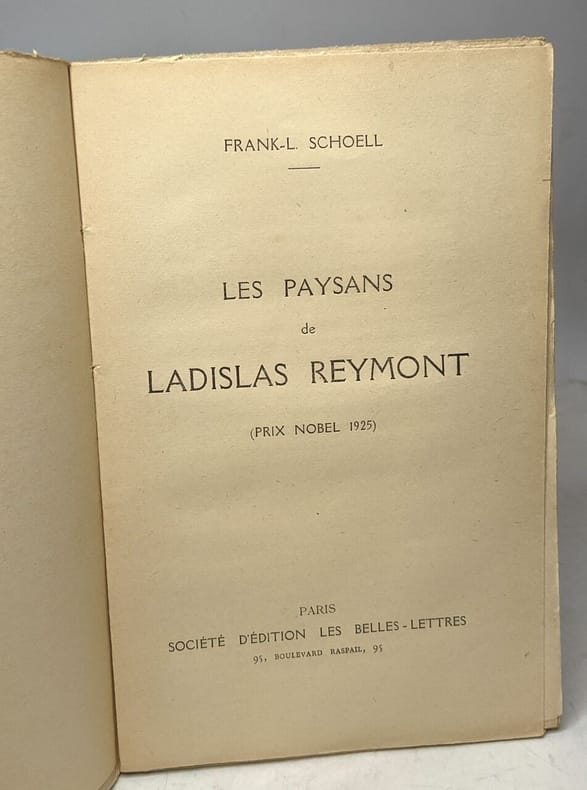 FRANK-L. SCHOELL
LES PAYSANS
de
LADISLAS REYMONT
(PRIX NOBEL 1925)
PARIS
SOCIÉTÉ D'ÉDITION LES BELLES-LETTRES
95, BOULEVARD RASPAIL, 95